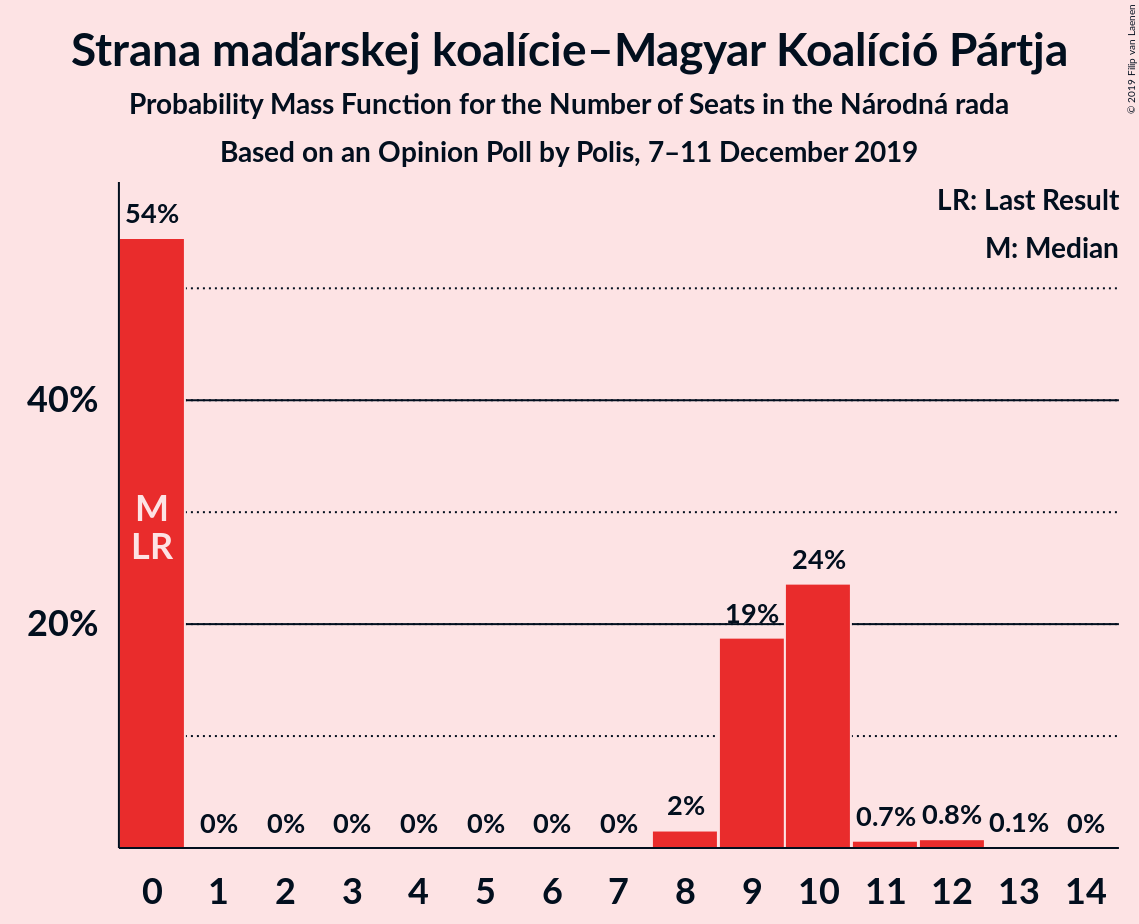 Strana maďarskej koalície–Magyar Koalíció Pártja
Probability Mass Function for the Number of Seats in the Národná rada
Based on an Opinion Poll by Polis, 7–11 December 2019
© 2019 Filip van Laenen
LR: Last Result
M: Median
54%
40%
M
LR
24%
20%
19%
2%
0% 0% 0% 0% 0% 0% 0% 0.7% 0.8% 0.1% 0%
0 1 2 3 4 5 6 7 8 9 10 11 12 13 14